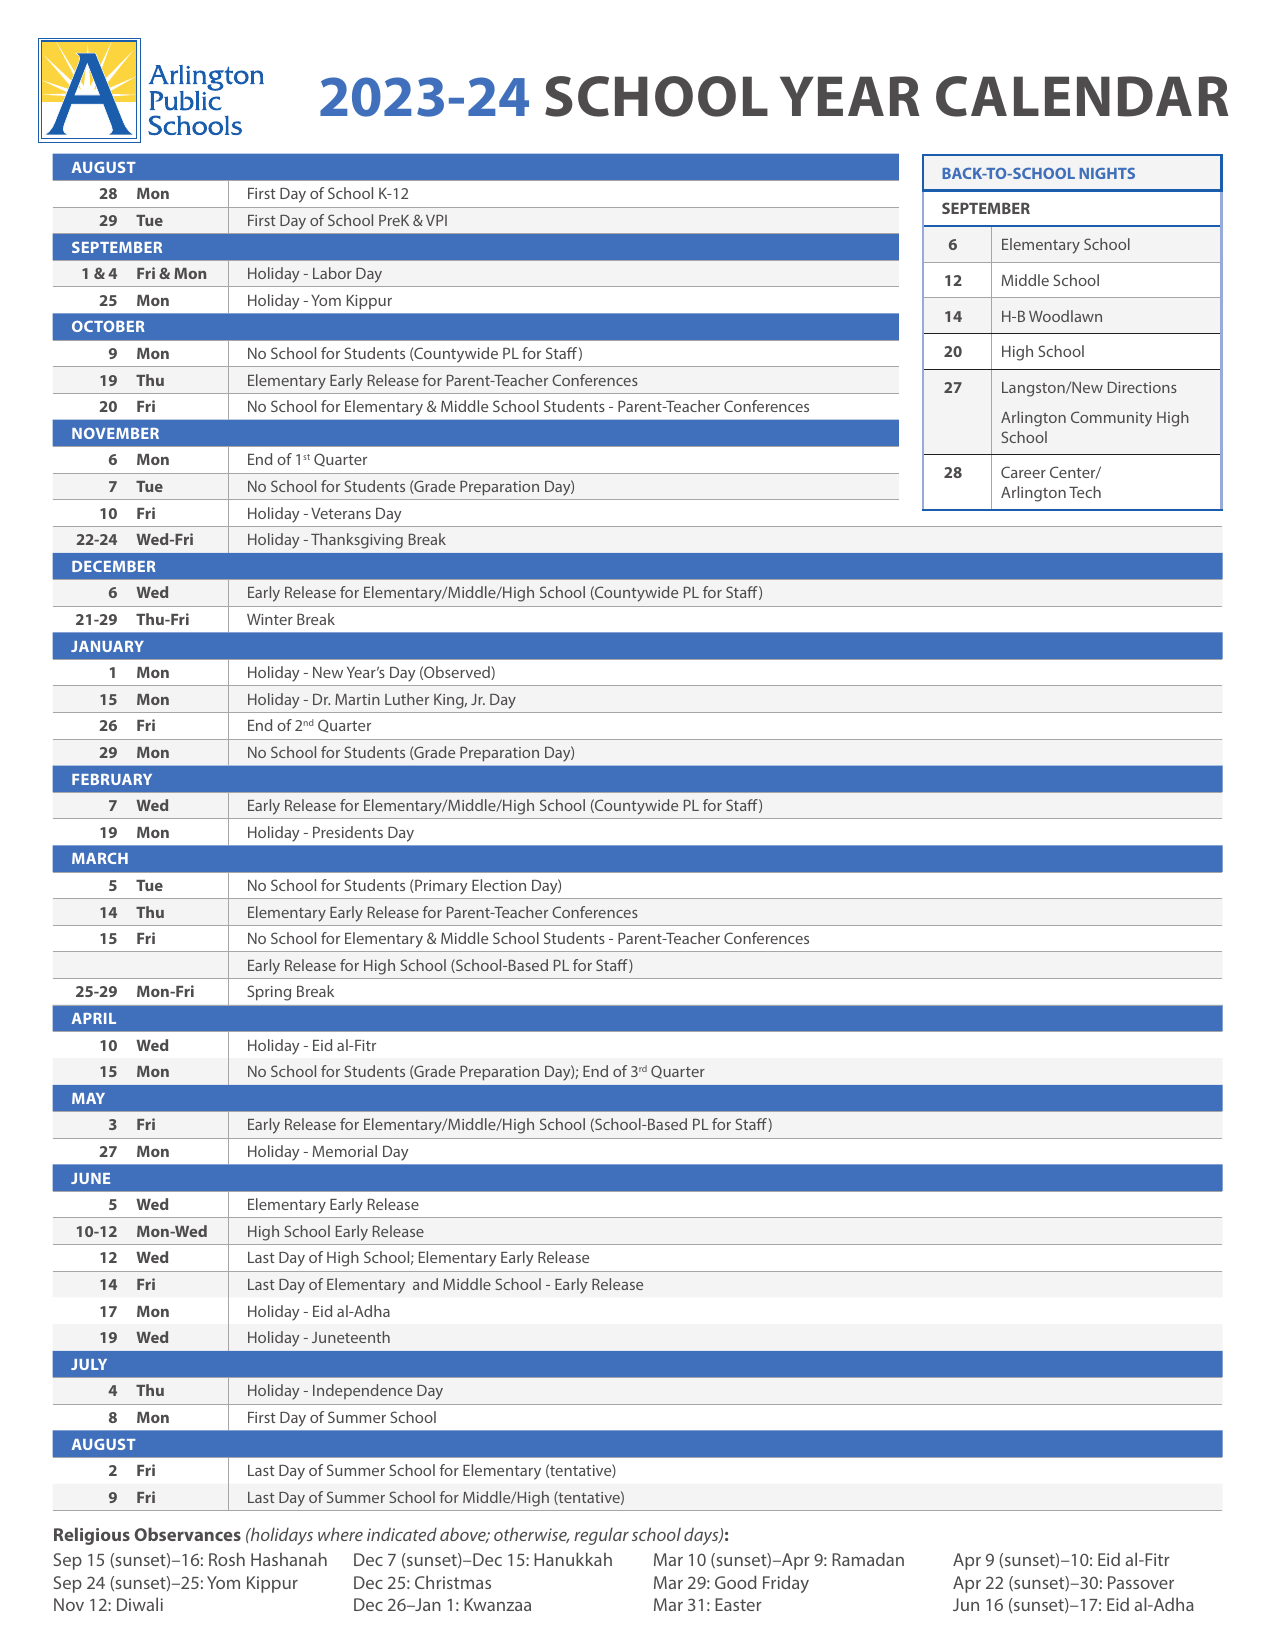 Arlington
Public
Schools
2023-24 SCHOOL YEAR CALENDAR
AUGUST
28 Mon First Day of School K-12
29 Tue First Day of School PreK & VPI
SEPTEMBER
1 & 4 Fri & Mon Holiday - Labor Day
25 Mon Holiday - Yom Kippur
OCTOBER
9 Mon No School for Students (Countywide PL for Staff)
19 Thu Elementary Early Release for Parent-Teacher Conferences
20 Fri No School for Elementary & Middle School Students - Parent-Teacher Conferences
NOVEMBER
6 Mon End of 1st Quarter
7 Tue No School for Students (Grade Preparation Day)
10 Fri Holiday - Veterans Day
22-24 Wed-Fri Holiday - Thanksgiving Break
BACK-TO-SCHOOL NIGHTS
SEPTEMBER
6 Elementary School
12 Middle School
14 H-B Woodlawn
20 High School
27 Langston/New Directions
Arlington Community High
School
28 Career Center/
Arlington Tech
DECEMBER
6 Wed Early Release for Elementary/Middle/High School (Countywide PL for Staff)
21-29 Thu-Fri Winter Break
JANUARY
1 Mon Holiday - New Year’s Day (Observed)
15 Mon Holiday - Dr. Martin Luther King, Jr. Day
26 Fri End of 2nd Quarter
29 Mon No School for Students (Grade Preparation Day)
FEBRUARY
7 Wed Early Release for Elementary/Middle/High School (Countywide PL for Staff)
19 Mon Holiday - Presidents Day
MARCH
5 Tue No School for Students (Primary Election Day)
14 Thu Elementary Early Release for Parent-Teacher Conferences
15 Fri No School for Elementary & Middle School Students - Parent-Teacher Conferences
Early Release for High School (School-Based PL for Staff)
25-29 Mon-Fri Spring Break
APRIL
10 Wed Holiday - Eid al-Fitr
15 Mon No School for Students (Grade Preparation Day); End of 3rd Quarter
MAY
3 Fri Early Release for Elementary/Middle/High School (School-Based PL for Staff)
27 Mon Holiday - Memorial Day
JUNE
5 Wed Elementary Early Release
10-12 Mon-Wed High School Early Release
12 Wed Last Day of High School; Elementary Early Release
14 Fri Last Day of Elementary and Middle School - Early Release
17 Mon Holiday - Eid al-Adha
19 Wed Holiday - Juneteenth
JULY
4 Thu Holiday - Independence Day
8 Mon First Day of Summer School
AUGUST
2 Fri Last Day of Summer School for Elementary (tentative)
9 Fri Last Day of Summer School for Middle/High (tentative)
Religious Observances (holidays where indicated above; otherwise, regular school days):
Sep 15 (sunset)–16: Rosh Hashanah Dec 7 (sunset)–Dec 15: Hanukkah Mar 10 (sunset)–Apr 9: Ramadan Apr 9 (sunset)–10: Eid al-Fitr
Sep 24 (sunset)–25: Yom Kippur Dec 25: Christmas Mar 29: Good Friday Apr 22 (sunset)–30: Passover
Nov 12: Diwali Dec 26–Jan 1: Kwanzaa Mar 31: Easter Jun 16 (sunset)–17: Eid al-Adha